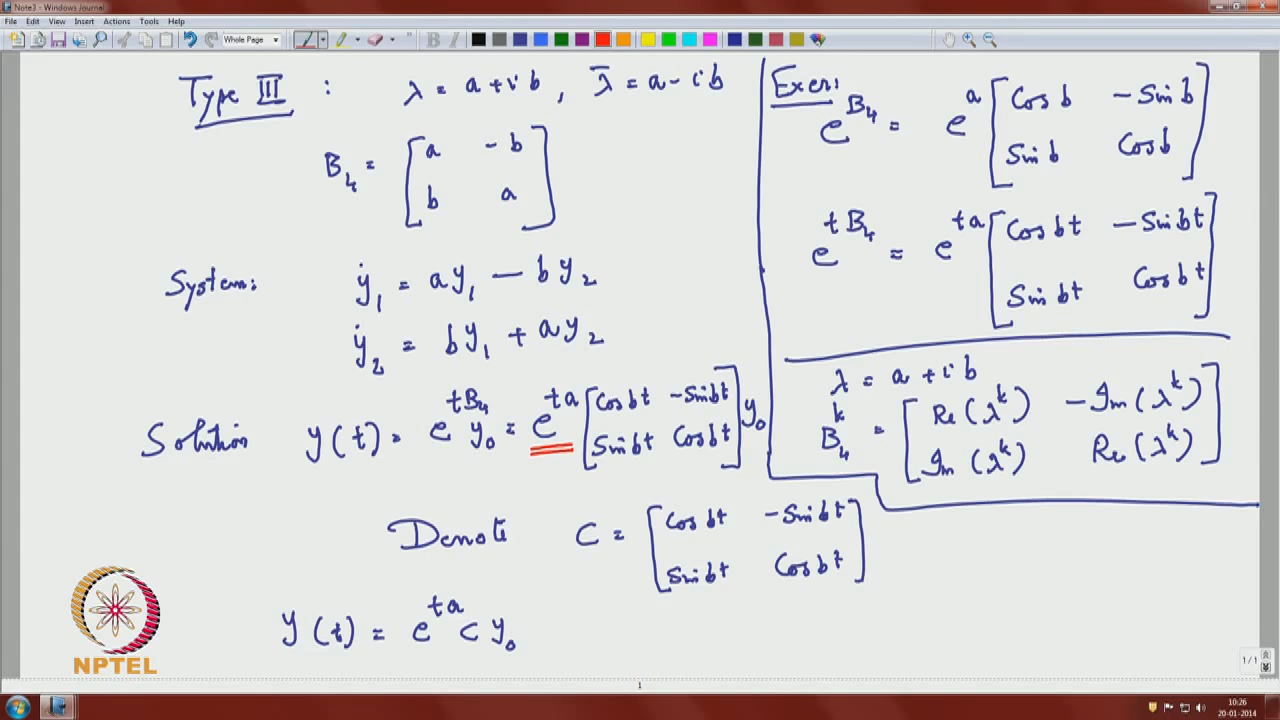 Note3 - Windows Journal
File Edit View Insert Actions Tools Help
Whole Page
Type III : λ = a + i b , λ̄ = a - i b
B₄ = [ a -b
b a ]
System: ẏ₁ = a y₁ — b y₂
ẏ₂ = b y₁ + a y₂
Solution y(t) = e^{tB₄} y₀ = e^{ta} [ Cos bt -Sin bt
Sin bt Cos bt ] y₀
Exer:
e^{B₄} = e^{a} [ Cos b -Sin b
Sin b Cos b ]
e^{tB₄} = e^{ta} [ Cos bt -Sin bt
Sin bt Cos bt ]
λ = a + i b
B₄^{k} = [ Re(λ^{k}) -Im(λ^{k})
Im(λ^{k}) Re(λ^{k}) ]
Denote C = [ Cos bt -Sin bt
Sin bt Cos bt ]
y(t) = e^{ta} C y₀
NPTEL
1/1
1
10:26
20-01-2014